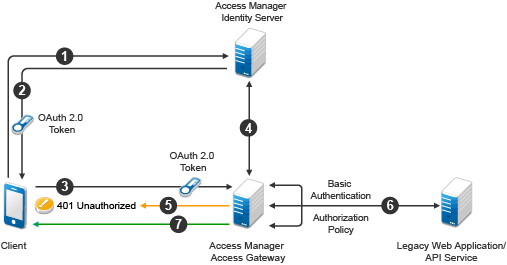 Access Manager
Identity Server
1
2
OAuth 2.0
Token
4
OAuth 2.0
Token
3
Basic
Authentication
5
401 Unauthorized
6
Authorization
Policy
7
Client
Access Manager
Access Gateway
Legacy Web Application/
API Service